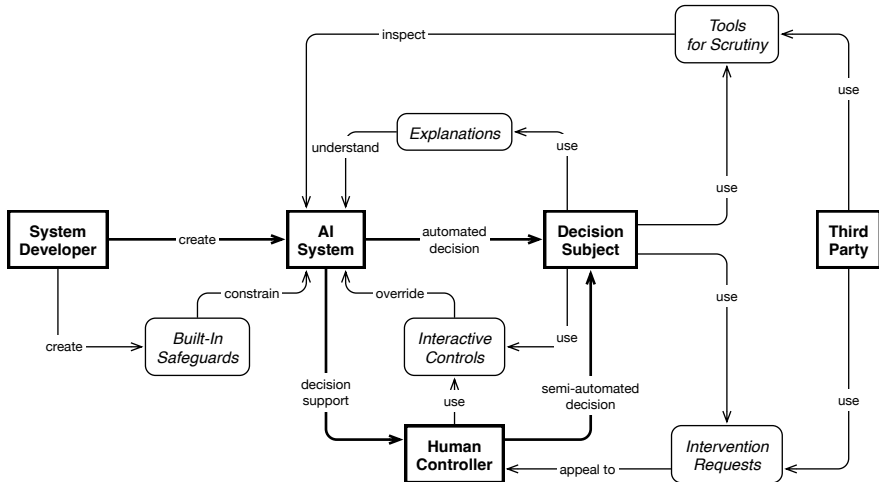 Tools
for Scrutiny
inspect
use
Explanations
understand
use
use
System
Developer
create
AI
System
automated
decision
Decision
Subject
Third
Party
constrain
override
use
create
Built-In
Safeguards
Interactive
Controls
use
decision
support
use
semi-automated
decision
use
Human
Controller
appeal to
Intervention
Requests